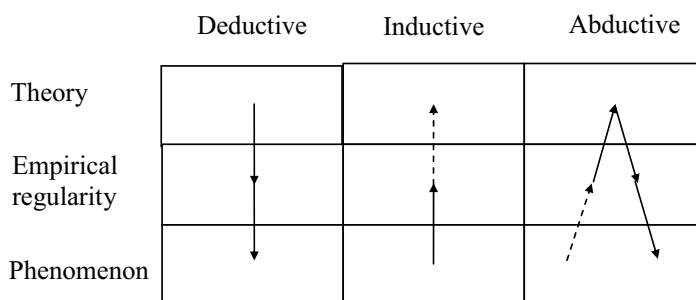 Deductive Inductive Abductive
Theory
Empirical
regularity
Phenomenon